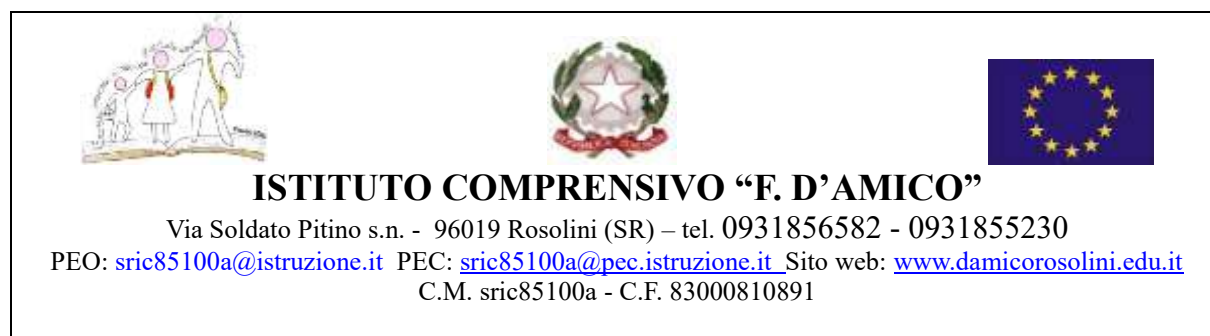 ISTITUTO COMPRENSIVO “F. D’AMICO”
Via Soldato Pitino s.n. - 96019 Rosolini (SR) – tel. 0931856582 - 0931855230
PEO: sric85100a@istruzione.it PEC: sric85100a@pec.istruzione.it Sito web: www.damicorosolini.edu.it
C.M. sric85100a - C.F. 83000810891